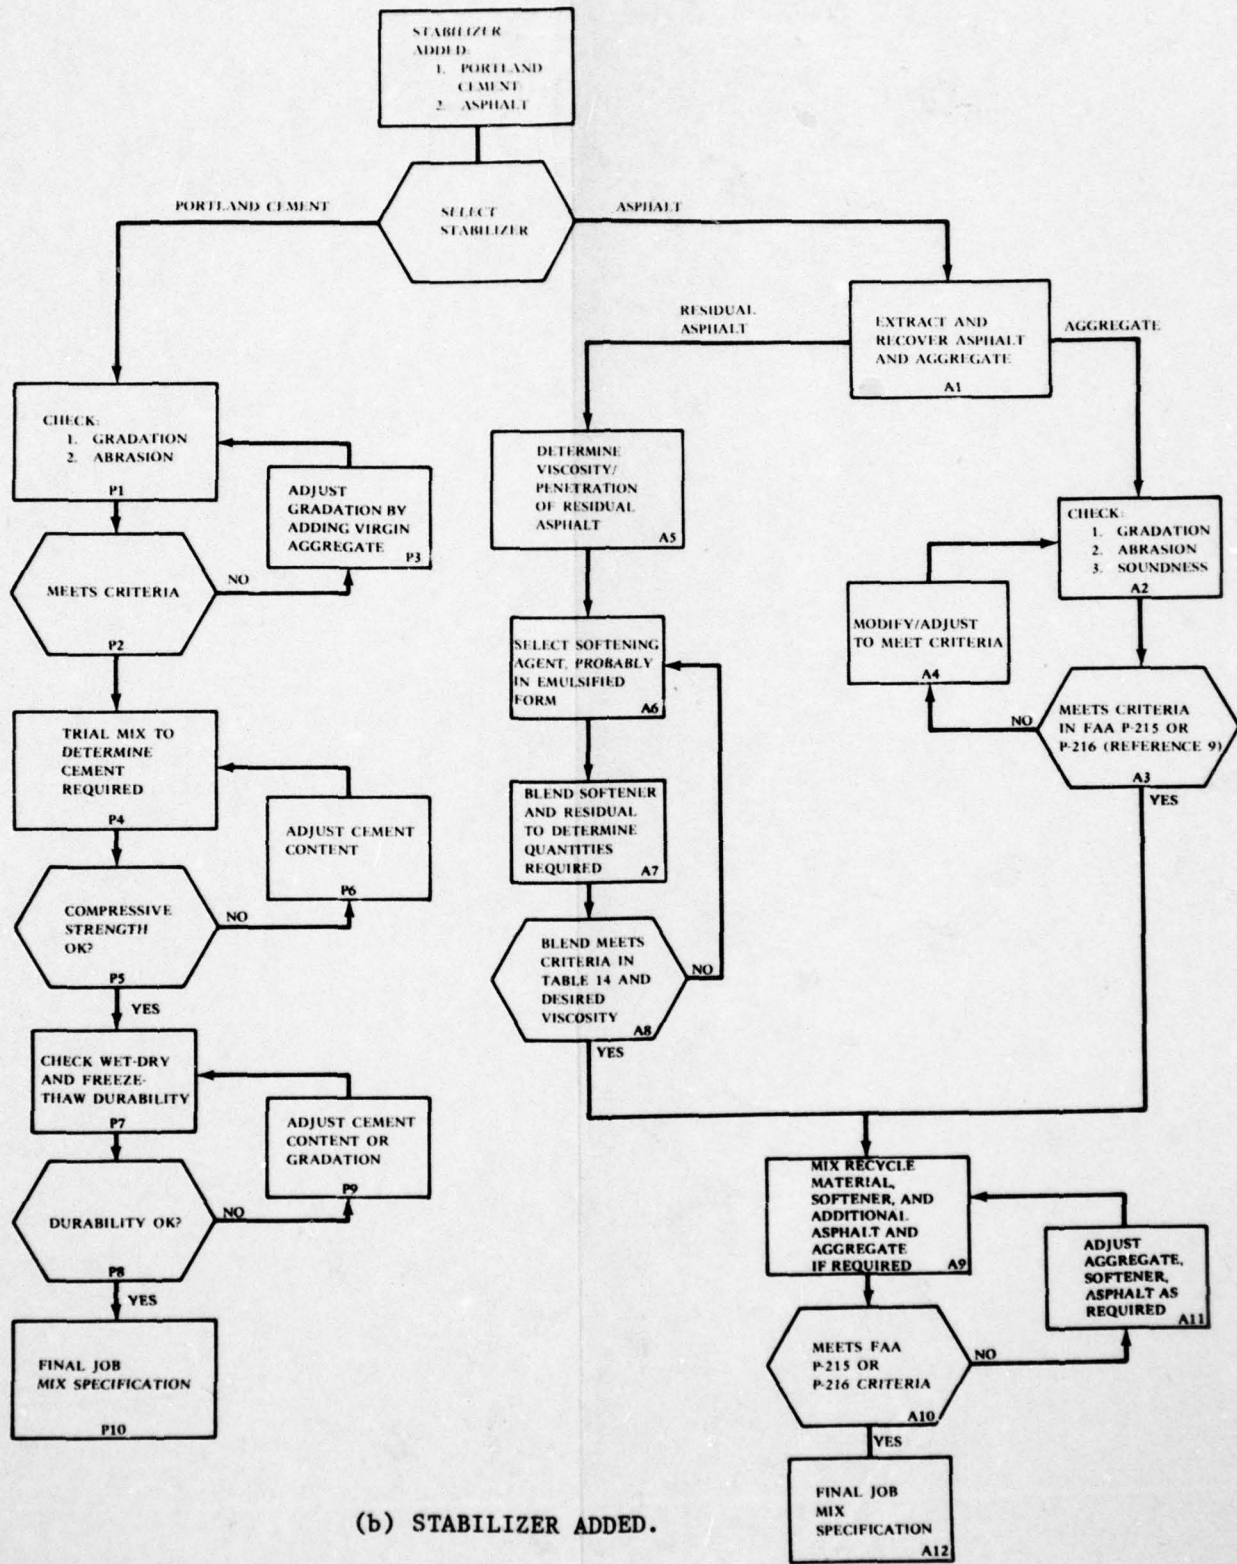 STABILIZER
ADDED:
1. PORTLAND
CEMENT
2. ASPHALT
PORTLAND CEMENT
SELECT
STABILIZER
ASPHALT
RESIDUAL
ASPHALT
EXTRACT AND
RECOVER ASPHALT
AND AGGREGATE
A1
AGGREGATE
CHECK:
1. GRADATION
2. ABRASION
P1
ADJUST
GRADATION BY
ADDING VIRGIN
AGGREGATE
P3
MEETS CRITERIA
P2
NO
TRIAL MIX TO
DETERMINE
CEMENT
REQUIRED
P4
ADJUST CEMENT
CONTENT
P6
COMPRESSIVE
STRENGTH
OK?
P5
NO
YES
CHECK WET-DRY
AND FREEZE-
THAW DURABILITY
P7
ADJUST CEMENT
CONTENT OR
GRADATION
P9
DURABILITY OK?
P8
NO
YES
FINAL JOB
MIX SPECIFICATION
P10
DETERMINE
VISCOSITY/
PENETRATION
OF RESIDUAL
ASPHALT
A5
SELECT SOFTENING
AGENT, PROBABLY
IN EMULSIFIED
FORM
A6
BLEND SOFTENER
AND RESIDUAL
TO DETERMINE
QUANTITIES
REQUIRED
A7
BLEND MEETS
CRITERIA IN
TABLE 14 AND
DESIRED
VISCOSITY
A8
NO
YES
CHECK:
1. GRADATION
2. ABRASION
3. SOUNDNESS
A2
MODIFY/ADJUST
TO MEET CRITERIA
A4
MEETS CRITERIA
IN FAA P-215 OR
P-216 (REFERENCE 9)
A3
NO
YES
MIX RECYCLE
MATERIAL,
SOFTENER, AND
ADDITIONAL
ASPHALT AND
AGGREGATE
IF REQUIRED
A9
ADJUST
AGGREGATE,
SOFTENER,
ASPHALT AS
REQUIRED
A11
MEETS FAA
P-215 OR
P-216 CRITERIA
A10
NO
YES
FINAL JOB
MIX
SPECIFICATION
A12
(b) STABILIZER ADDED.